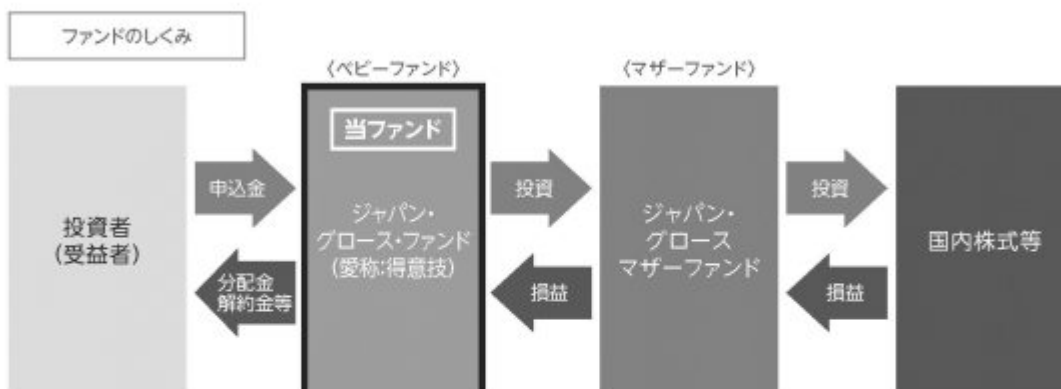 ファンドのしくみ
〈ベビーファンド〉
〈マザーファンド〉
投資者
(受益者)
申込金
分配金
解約金等
当ファンド
ジャパン・
グロース・ファンド
(愛称:得意技)
投資
損益
ジャパン・
グロース
マザーファンド
投資
損益
国内株式等